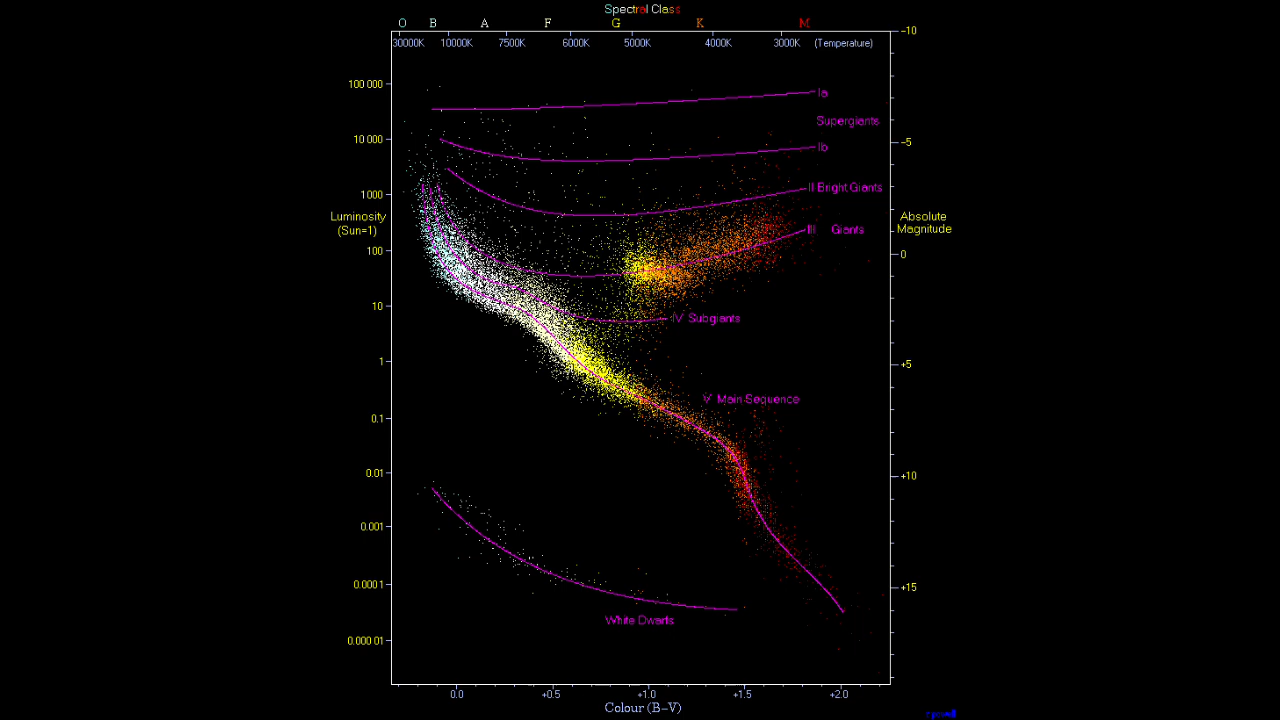 Spectral Class
O B A F G K M
30000K 10000K 7500K 6000K 5000K 4000K 3000K (Temperature)
-10
100 000
Ia
Supergiants
10 000
-5
Ib
1000
II Bright Giants
Luminosity
(Sun=1)
Absolute
Magnitude
III Giants
100
0
10
IV Subgiants
1
+5
V Main Sequence
0.1
0.01
+10
0.001
0.0001
+15
White Dwarfs
0.000 01
0.0 +0.5 +1.0 +1.5 +2.0
Colour (B-V)